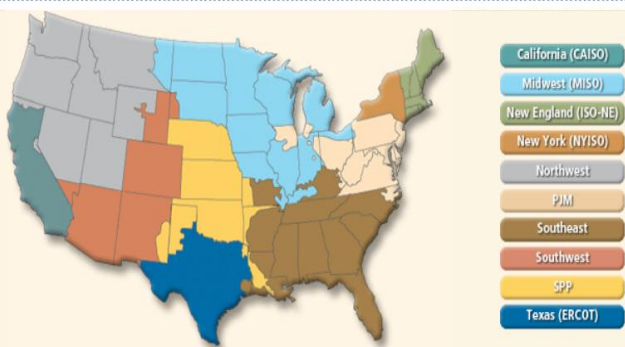 California (CAISO)
Midwest (MISO)
New England (ISO-NE)
New York (NYISO)
Northwest
PJM
Southeast
Southwest
SPP
Texas (ERCOT)